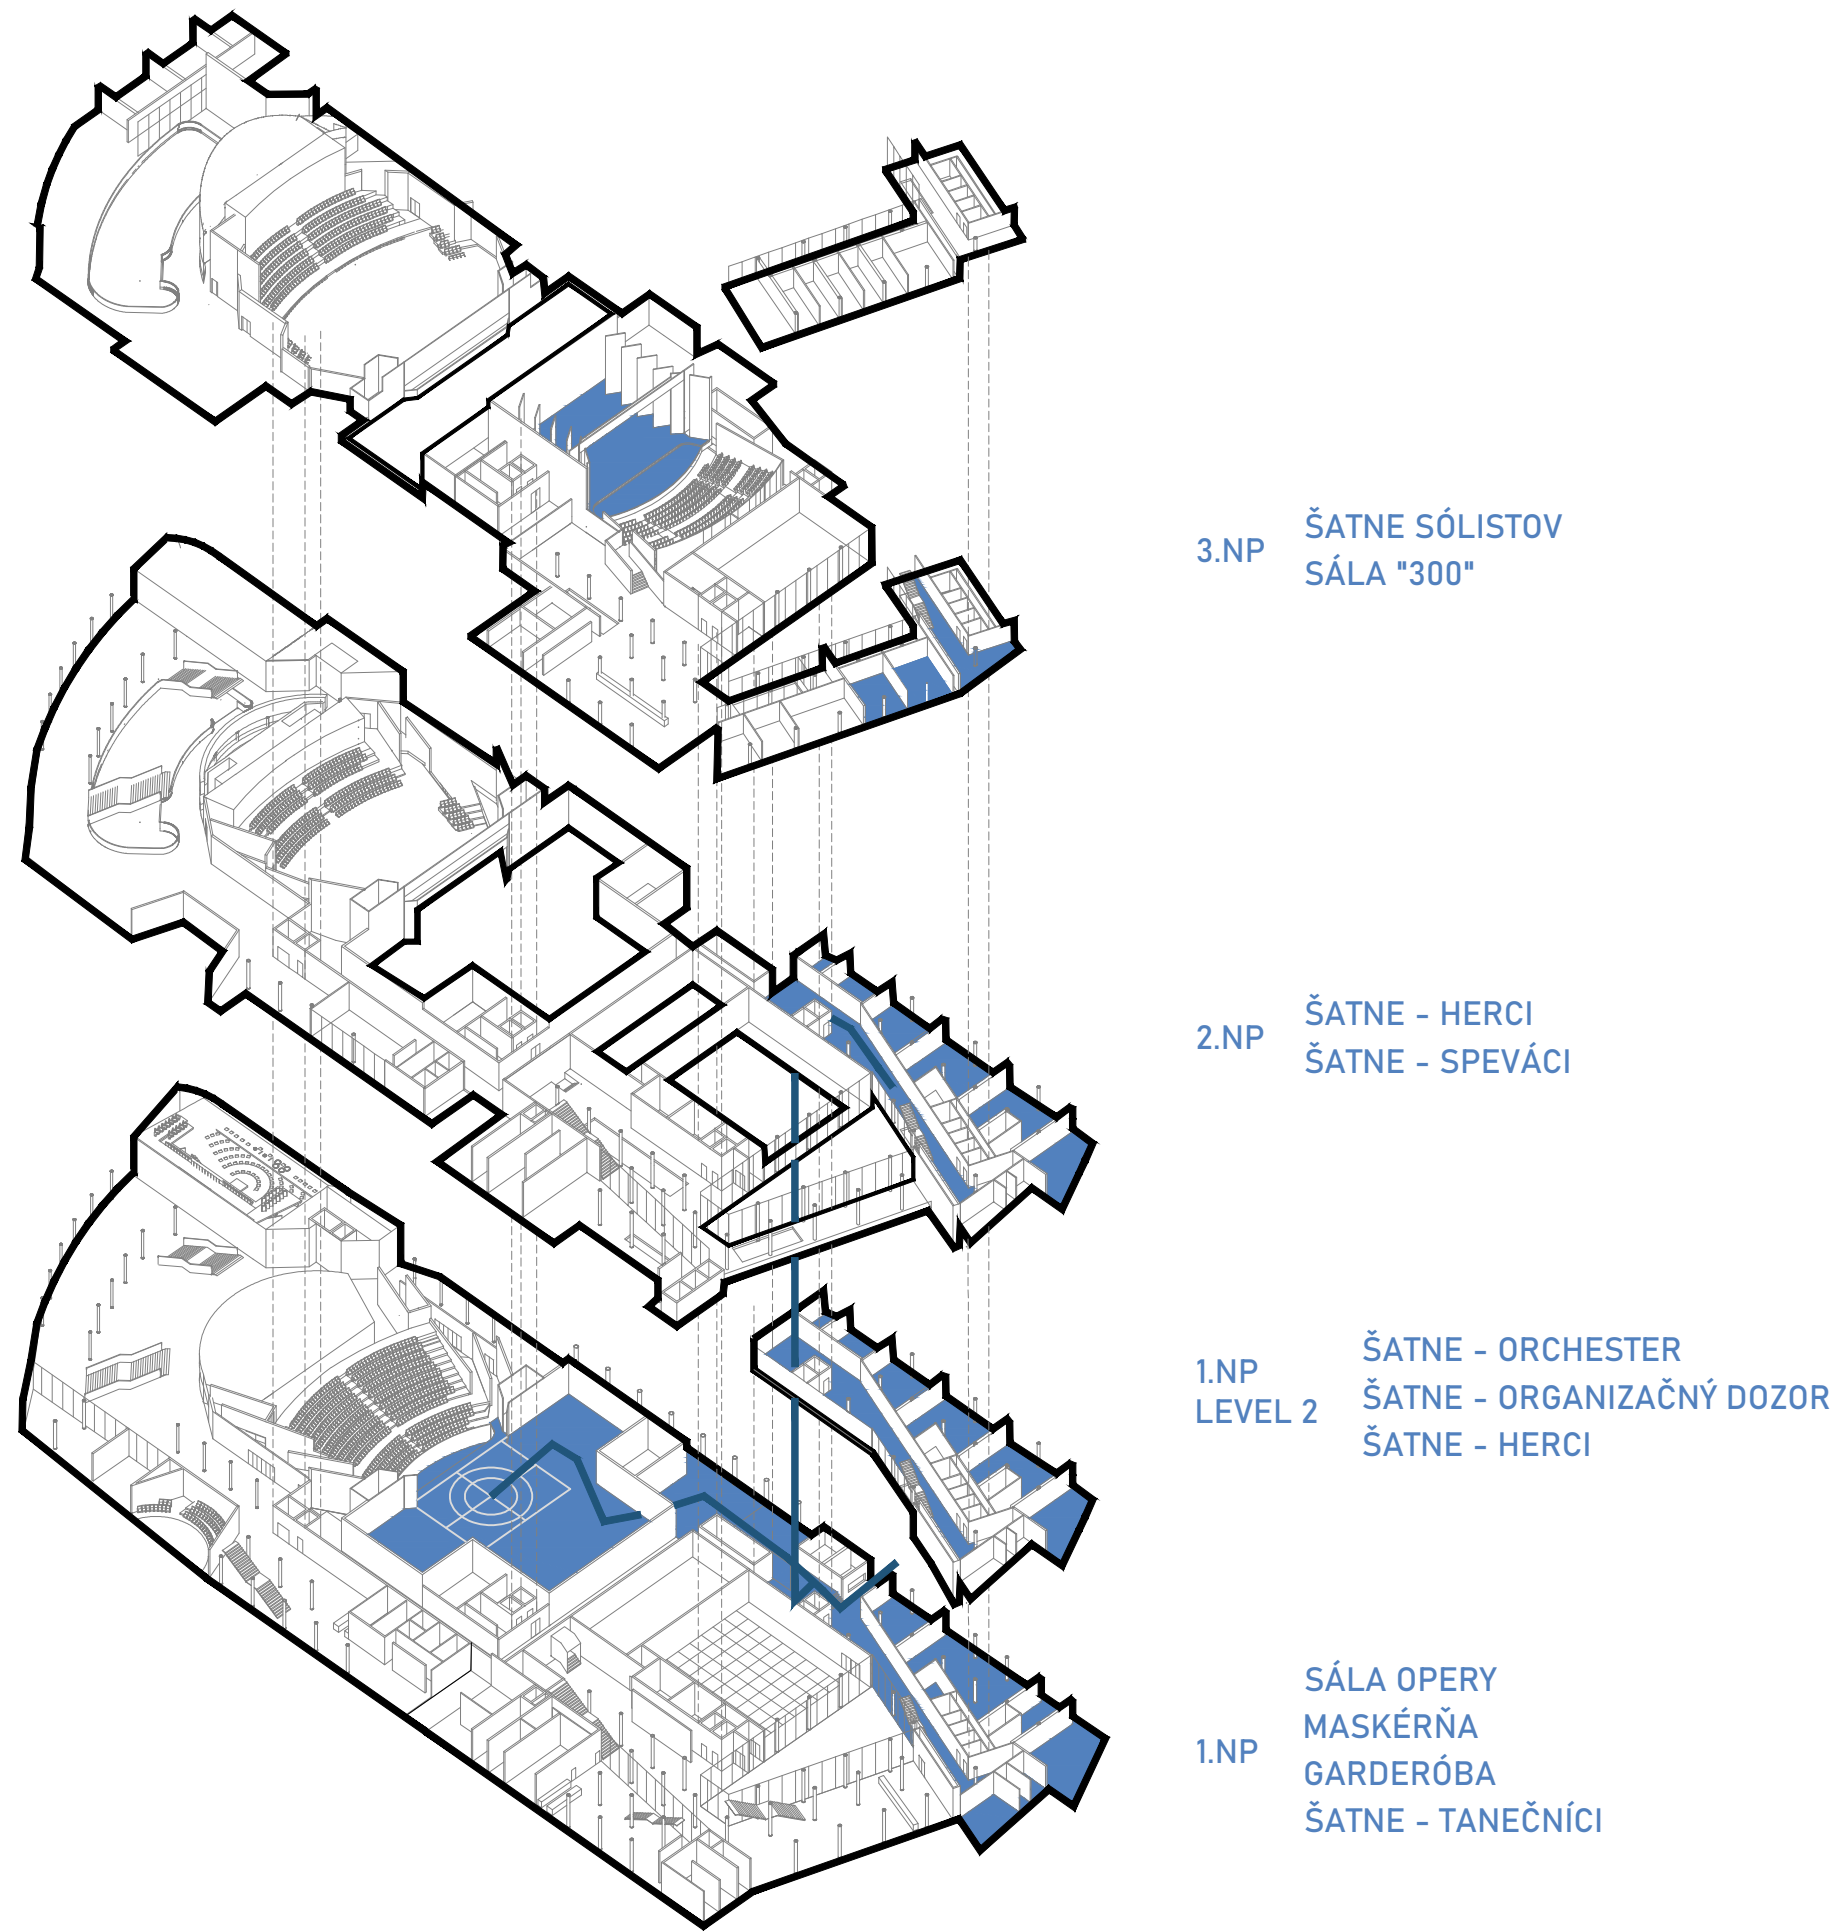 3.NP
ŠATNE SÓLISTOV
SÁLA "300"
2.NP
ŠATNE - HERCI
ŠATNE - SPEVÁCI
1.NP
LEVEL 2
ŠATNE - ORCHESTER
ŠATNE - ORGANIZAČNÝ DOZOR
ŠATNE - HERCI
1.NP
SÁLA OPERY
MASKÉRŇA
GARDERÓBA
ŠATNE - TANEČNÍCI